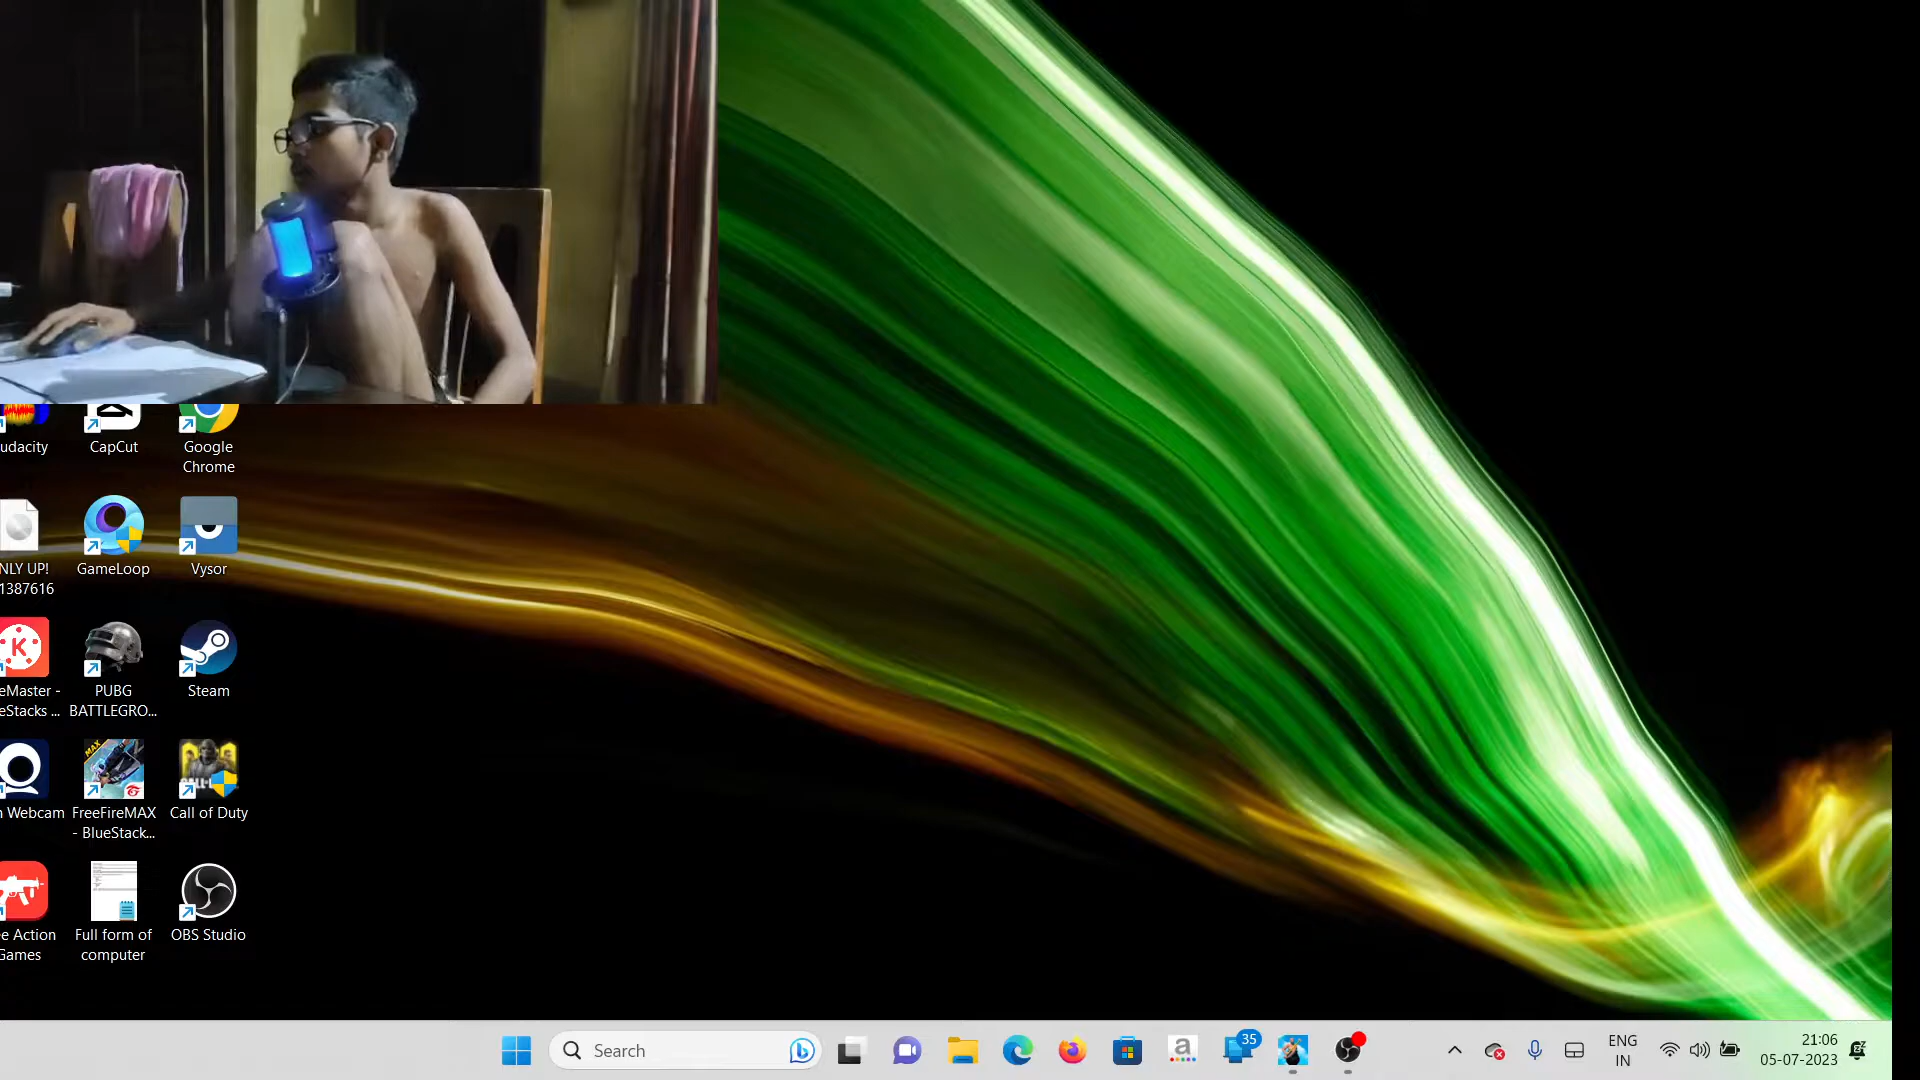 udacity
CapCut
Google
Chrome
NLY UP!
1387616
GameLoop
Vysor
eMaster -
eStacks ...
PUBG
BATTLEGRO...
Steam
Webcam
FreeFireMAX
- BlueStack...
Call of Duty
e Action
Games
Full form of
computer
OBS Studio
Search
35
ENG
IN
21:06
05-07-2023